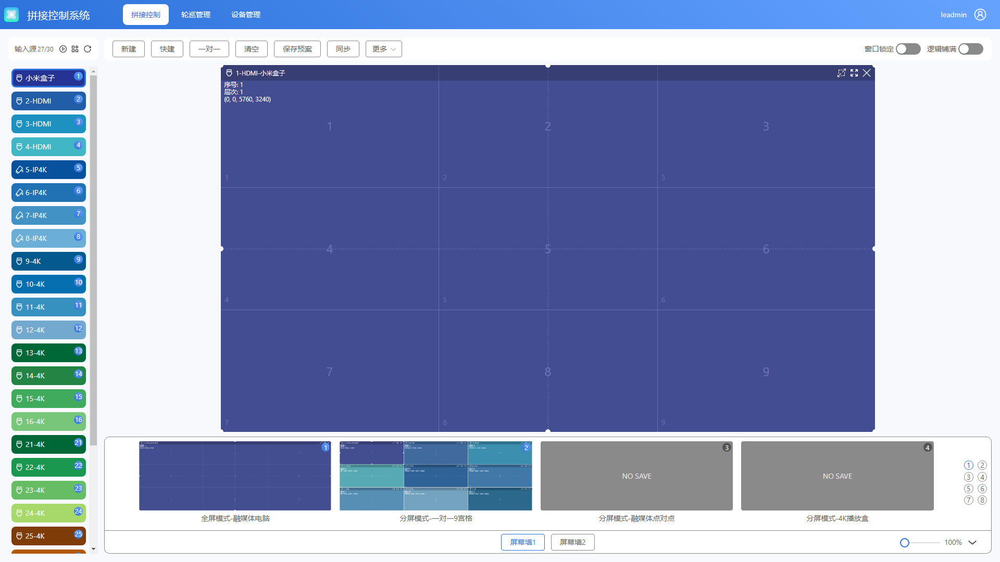 拼接控制系统
拼接控制
轮巡管理
设备管理
leadmin
输入源 27/30
新建
快建
一对一
清空
保存预案
同步
更多
窗口锁定
逻辑铺满
小米盒子 1
2-HDMI 2
3-HDMI 3
4-HDMI 4
5-IP4K 5
6-IP4K 6
7-IP4K 7
8-IP4K 8
9-4K 9
10-4K 10
11-4K 11
12-4K 12
13-4K 13
14-4K 14
15-4K 15
16-4K 16
21-4K 21
22-4K 22
23-4K 23
24-4K 24
25-4K 25
1-HDMI-小米盒子
序号: 1
层次: 1
(0, 0, 5760, 3240)
1 2 3
1 2 3
4 5 6
4 5 6
7 8 9
7 8 9
1
2
3
4
NO SAVE
NO SAVE
全屏模式-融媒体电脑
分屏模式-一对一9宫格
分屏模式-融媒体点对点
分屏模式-4K播放盒
1 2
3 4
5 6
7 8
屏幕墙1
屏幕墙2
100%